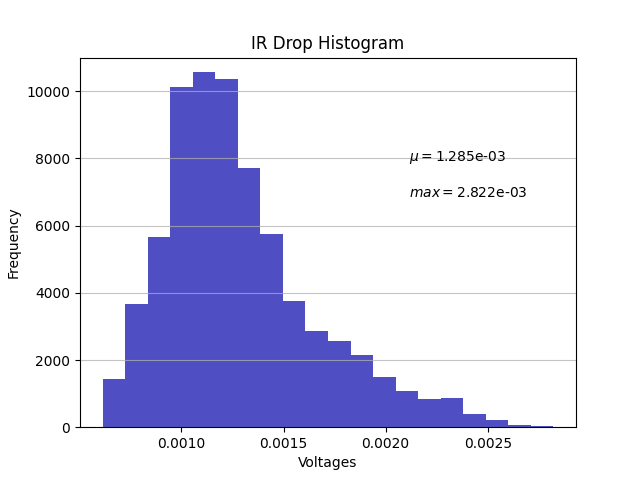 IR Drop Histogram
10000
8000
6000
4000
2000
0
Frequency
μ = 1.285e-03
max = 2.822e-03
0.0010 0.0015 0.0020 0.0025
Voltages